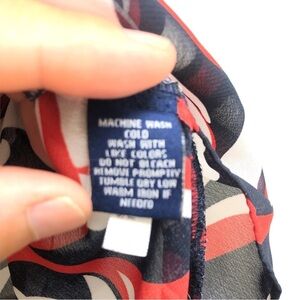 MACHINE WASH
COLD
WASH WITH
LIKE COLORS
DO NOT BLEACH
REMOVE PROMPTLY
TUMBLE DRY LOW
WARM IRON IF
NEEDED